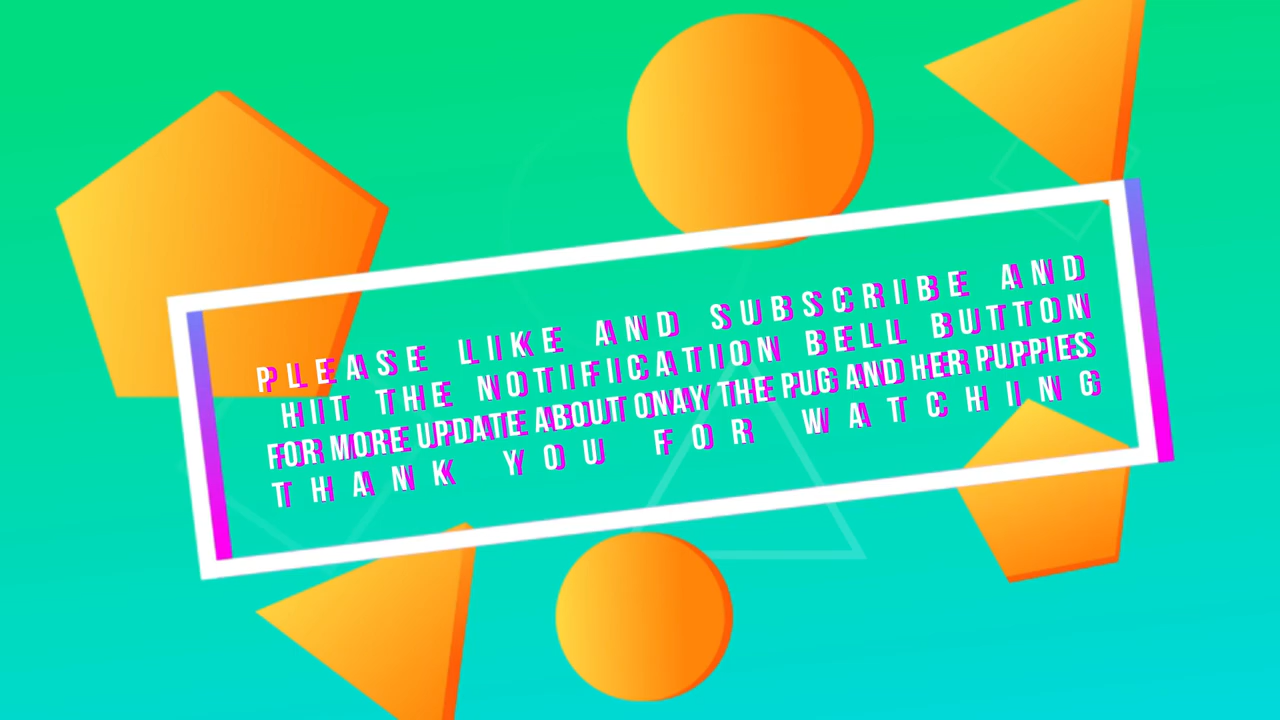 PLEASE LIKE AND SUBSCRIBE AND
HIT THE NOTIFICATION BELL BUTTON
FOR MORE UPDATE ABOUT ONAY THE PUG AND HER PUPPIES
THANK YOU FOR WATCHING